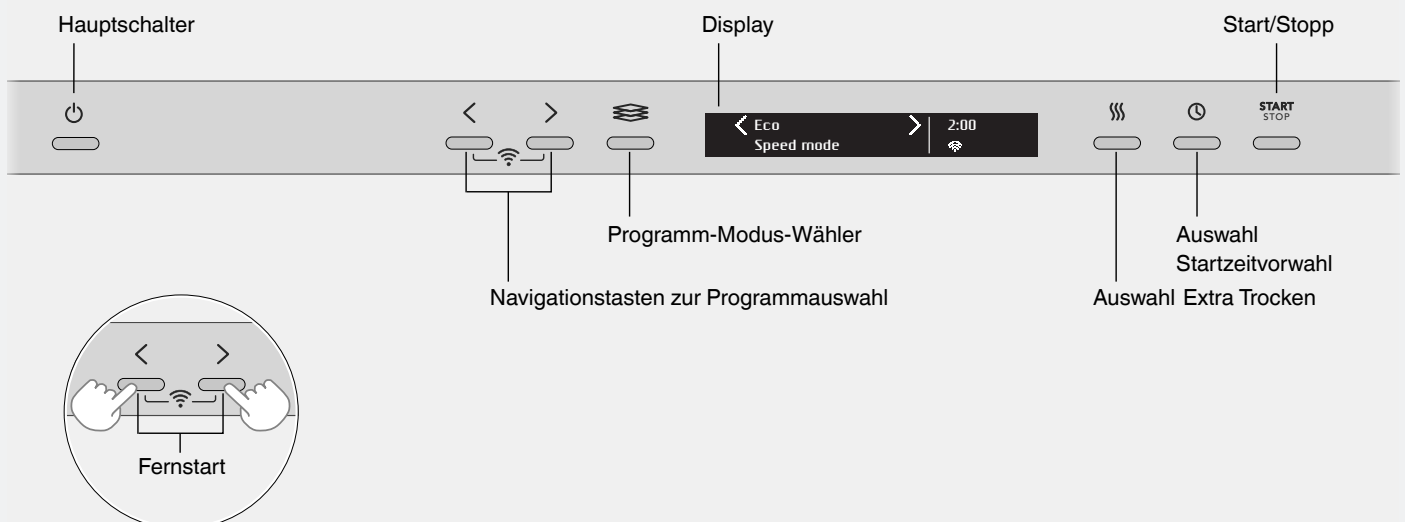 Hauptschalter
Display
Start/Stopp
START
STOP
Eco 2:00
Speed mode
Programm-Modus-Wähler
Auswahl
Startzeitvorwahl
Navigationstasten zur Programmauswahl
Auswahl Extra Trocken
Fernstart